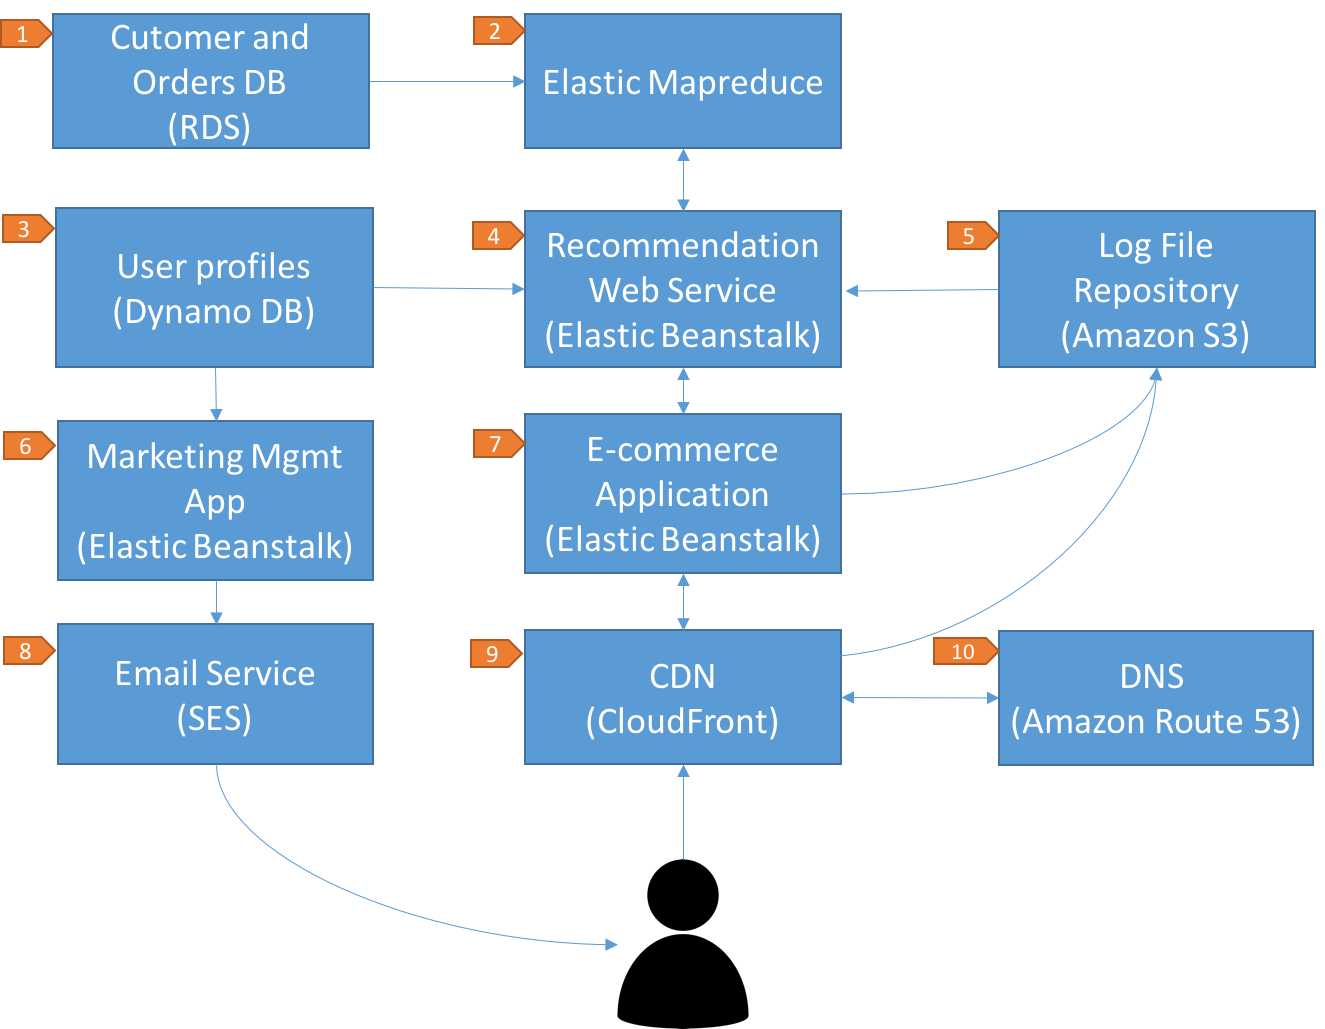 1
Cutomer and
Orders DB
(RDS)
2
Elastic Mapreduce
3
User profiles
(Dynamo DB)
4
Recommendation
Web Service
(Elastic Beanstalk)
5
Log File
Repository
(Amazon S3)
6
Marketing Mgmt
App
(Elastic Beanstalk)
7
E-commerce
Application
(Elastic Beanstalk)
8
Email Service
(SES)
9
CDN
(CloudFront)
10
DNS
(Amazon Route 53)